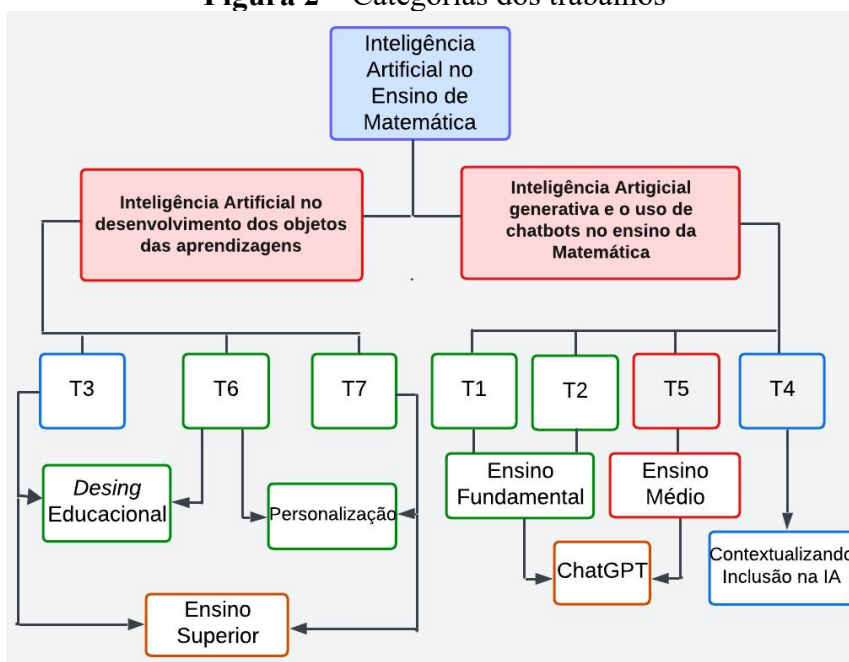 Figura 2 – Categorias dos trabalhos
Inteligência
Artificial no
Ensino de
Matemática
Inteligência Artificial no
desenvolvimento dos objetos
das aprendizagens
Inteligência Artigicial
generativa e o uso de
chatbots no ensino da
Matemática
T3
T6
T7
T1
T2
T5
T4
Desing
Educacional
Personalização
Ensino
Fundamental
Ensino
Médio
ChatGPT
Contextualizando
Inclusão na IA
Ensino
Superior